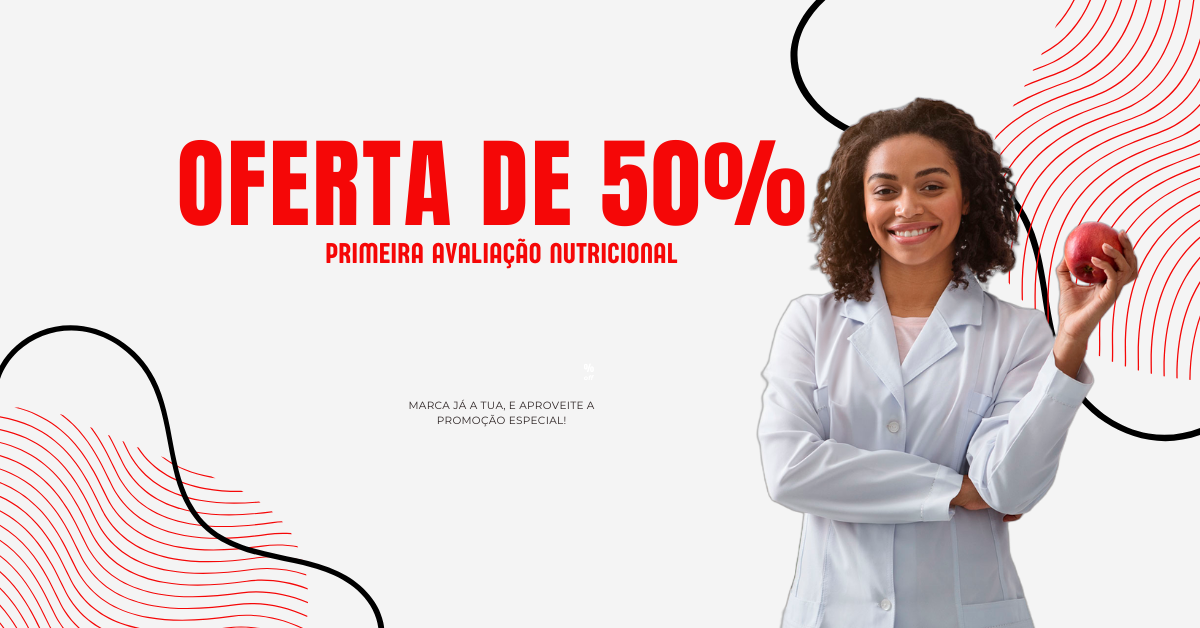 OFERTA DE 50%
PRIMEIRA AVALIAÇÃO NUTRICIONAL
MARCA JÁ A TUA, E APROVEITE A
PROMOÇÃO ESPECIAL!